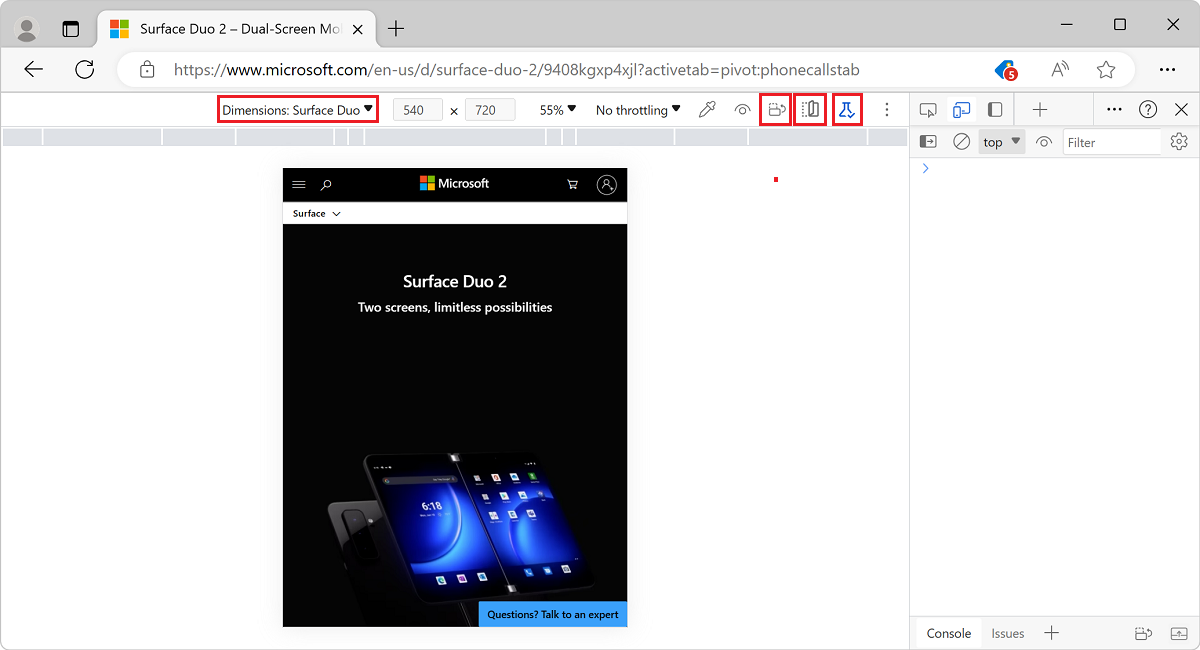 Surface Duo 2 – Dual-Screen Mo
https://www.microsoft.com/en-us/d/surface-duo-2/9408kgxp4xjl?activetab=pivot:phonecallstab
5
Dimensions: Surface Duo
540 × 720
55%
No throttling
top
Filter
Microsoft
Surface
Surface Duo 2
Two screens, limitless possibilities
6:18
Questions? Talk to an expert
Console
Issues